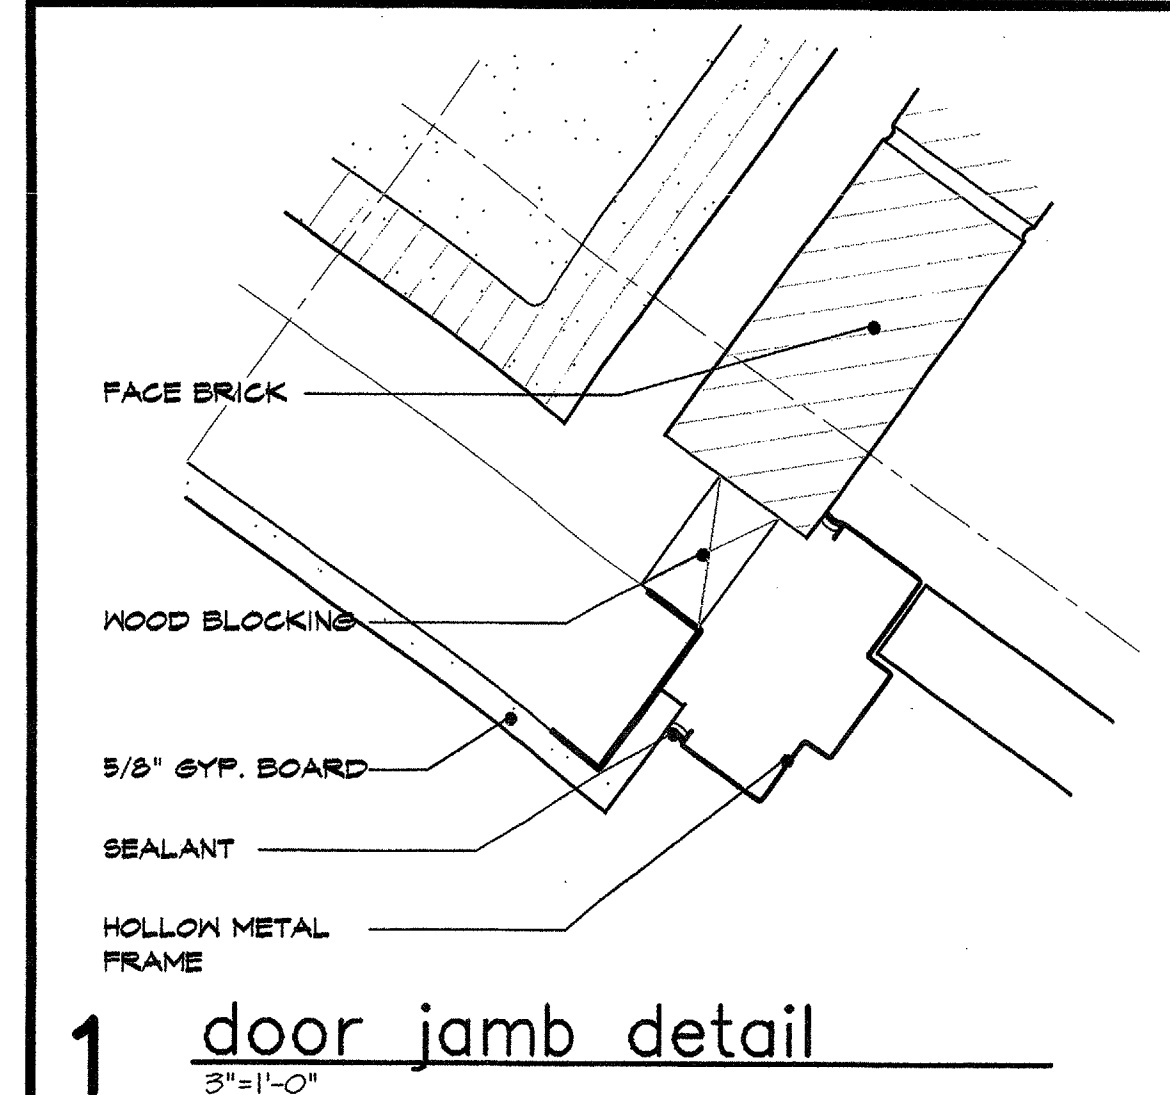 FACE BRICK
WOOD BLOCKING
5/8" GYP. BOARD
SEALANT
HOLLOW METAL
FRAME
1 door jamb detail
3"=1'-0"